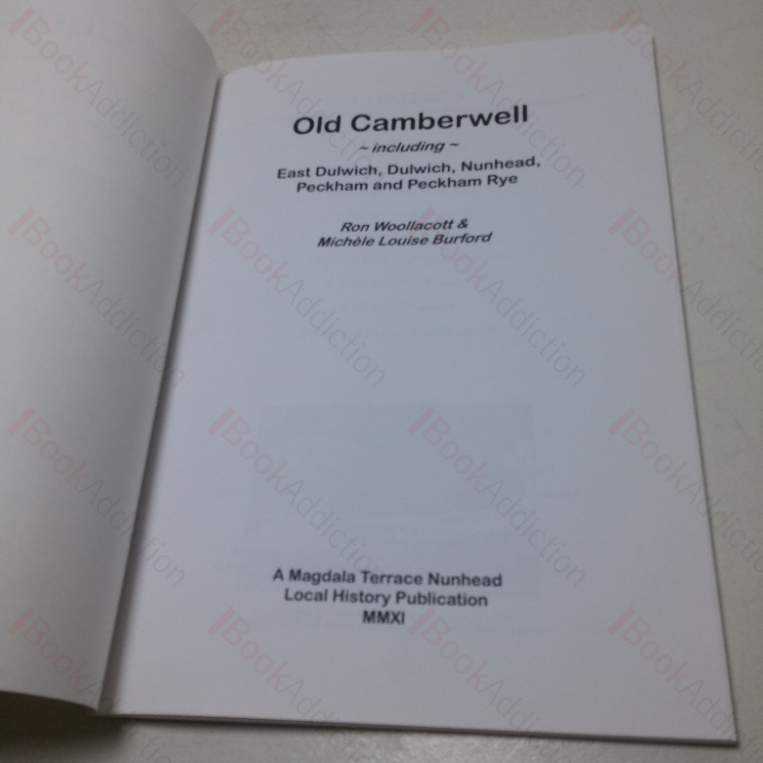 Old Camberwell
~ including ~
East Dulwich, Dulwich, Nunhead,
Peckham and Peckham Rye
Ron Woollacott &
Michèle Louise Burford
A Magdala Terrace Nunhead
Local History Publication
MMXI
BookAddiction